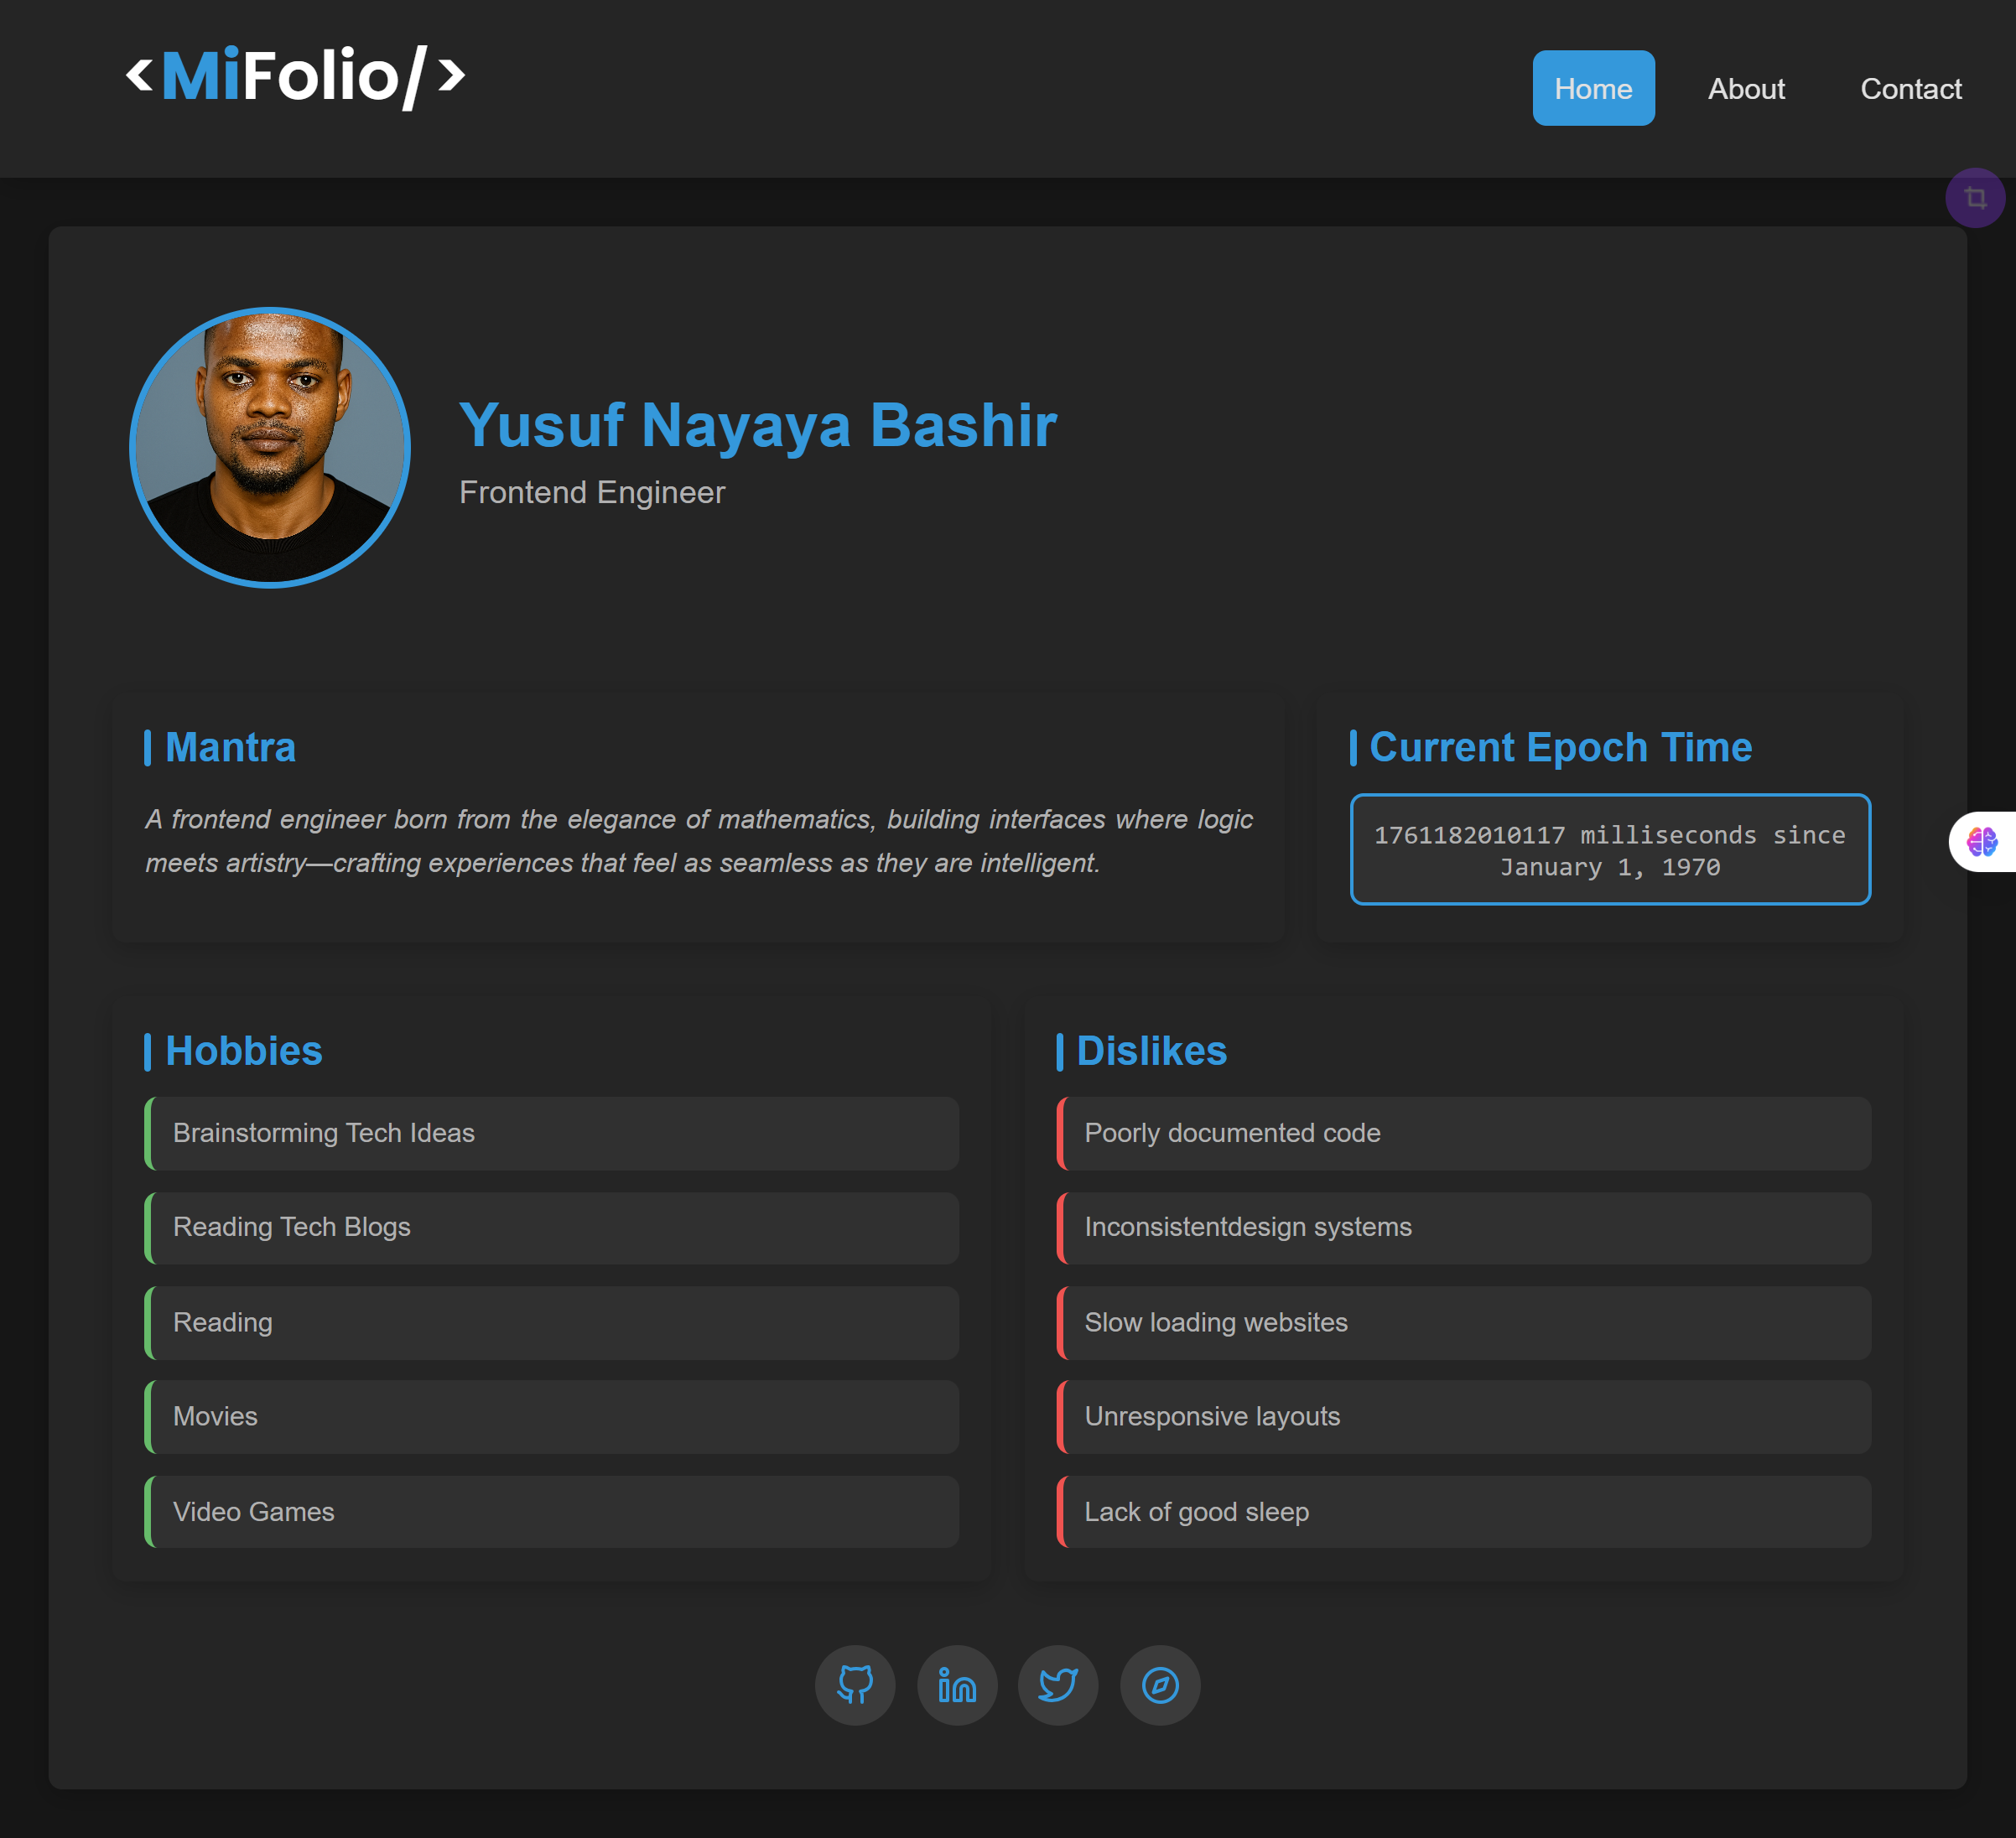 <MiFolio/>
Home
About
Contact
Yusuf Nayaya Bashir
Frontend Engineer
Mantra
A frontend engineer born from the elegance of mathematics, building interfaces where logic
meets artistry—crafting experiences that feel as seamless as they are intelligent.
Current Epoch Time
1761182010117 milliseconds since
January 1, 1970
Hobbies
Brainstorming Tech Ideas
Reading Tech Blogs
Reading
Movies
Video Games
Dislikes
Poorly documented code
Inconsistentdesign systems
Slow loading websites
Unresponsive layouts
Lack of good sleep